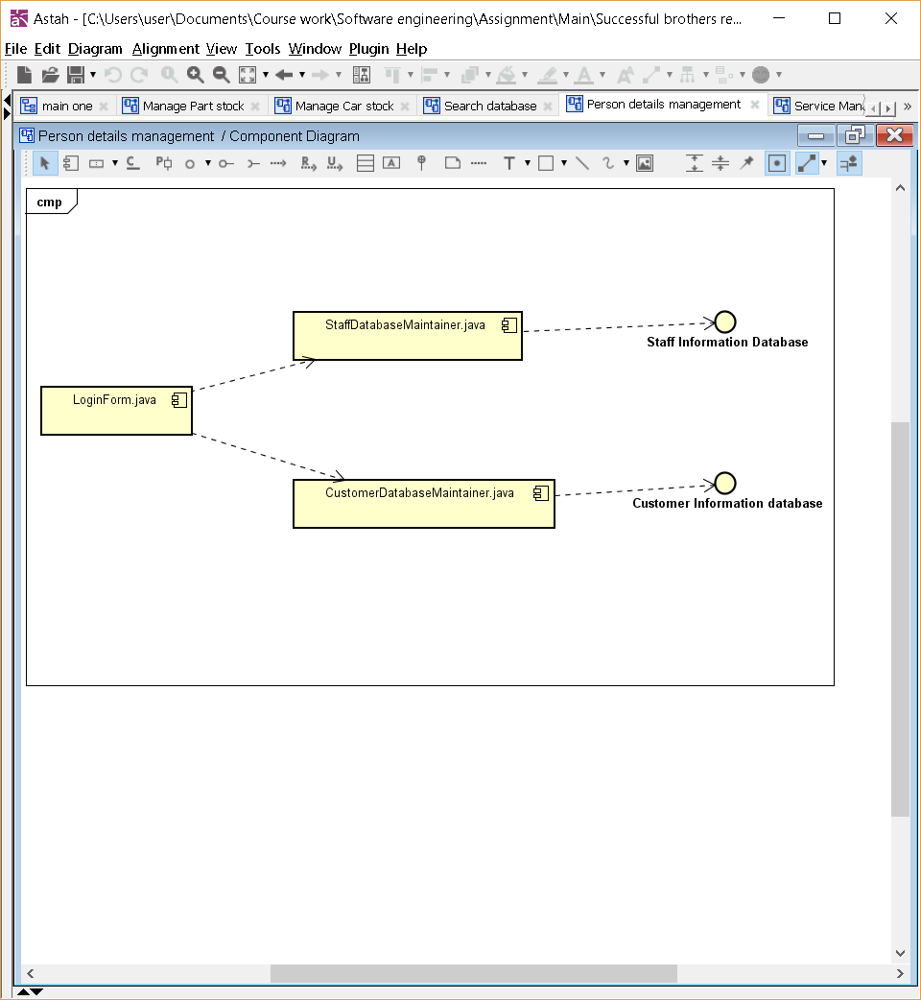 Astah - [C:\Users\user\Documents\Course work\Software engineering\Assignment\Main\Successful brothers re...
File Edit Diagram Alignment View Tools Window Plugin Help
main one Manage Part stock Manage Car stock Search database Person details management Service Man
Person details management / Component Diagram
cmp
StaffDatabaseMaintainer.java
Staff Information Database
LoginForm.java
CustomerDatabaseMaintainer.java
Customer Information database